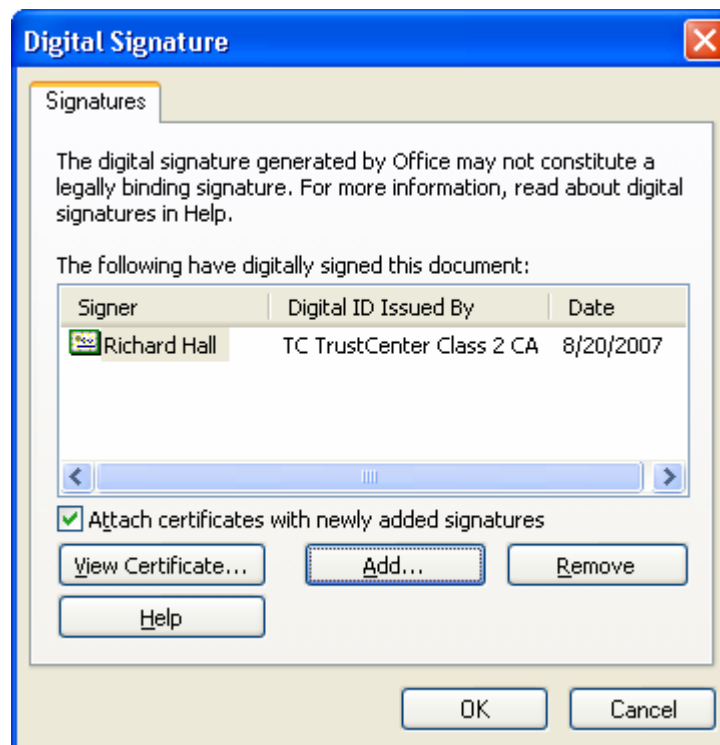 Digital Signature
Signatures
The digital signature generated by Office may not constitute a
legally binding signature. For more information, read about digital
signatures in Help.
The following have digitally signed this document:
Signer Digital ID Issued By Date
Richard Hall TC TrustCenter Class 2 CA 8/20/2007
Attach certificates with newly added signatures
View Certificate... Add... Remove
Help
OK Cancel